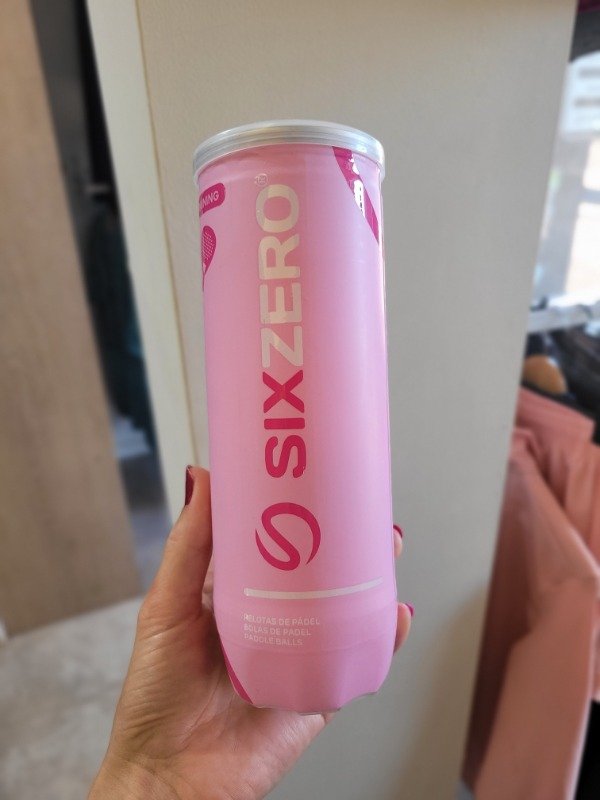 SIXZERO
PELOTAS DE PÁDEL
BOLAS DE PADEL
PADDLE BALLS